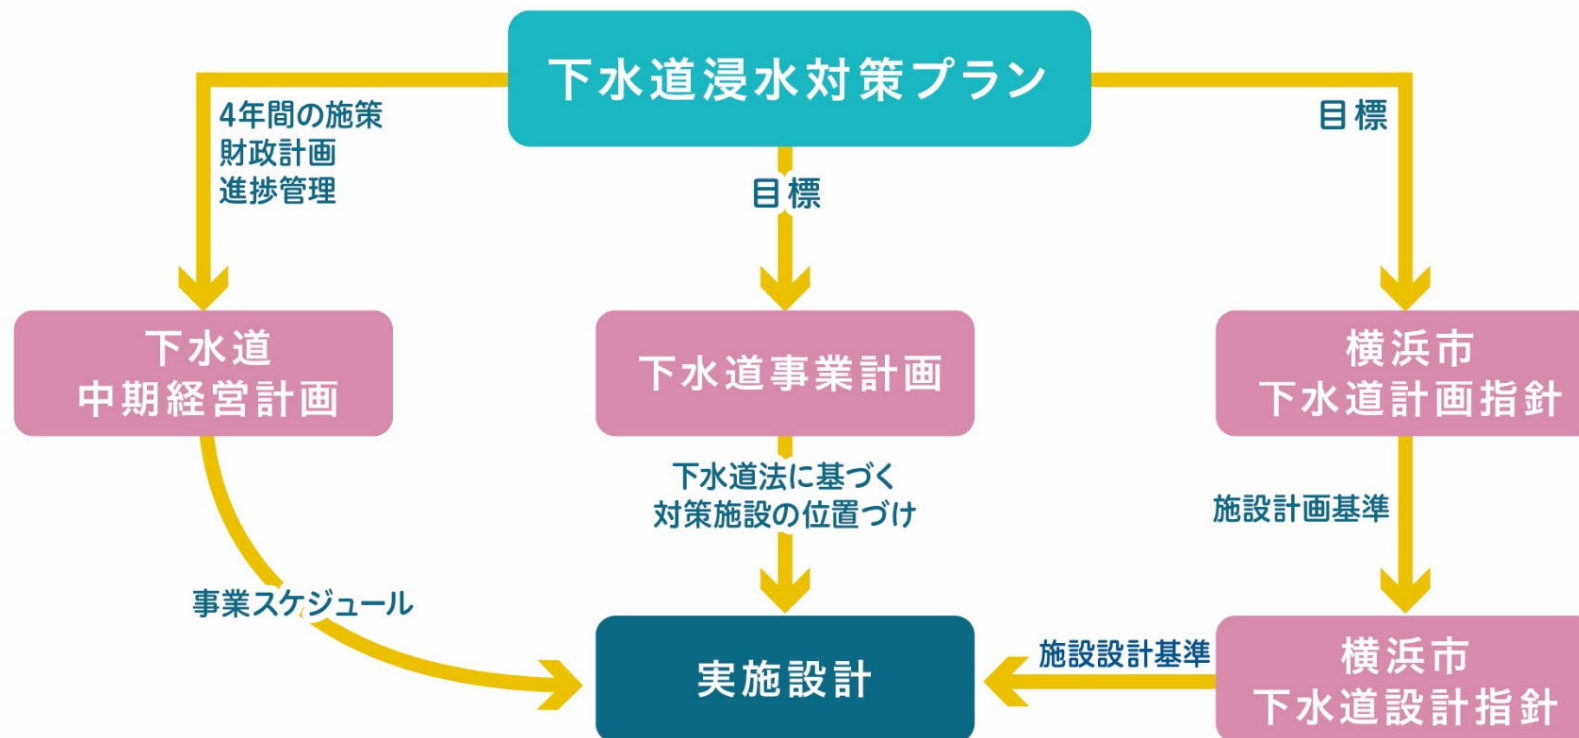 下水道浸水対策プラン
4年間の施策
財政計画
進捗管理
目標
目標
下水道
中期経営計画
下水道事業計画
横浜市
下水道計画指針
下水道法に基づく
対策施設の位置づけ
施設計画基準
事業スケジュール
実施設計
施設設計基準
横浜市
下水道設計指針